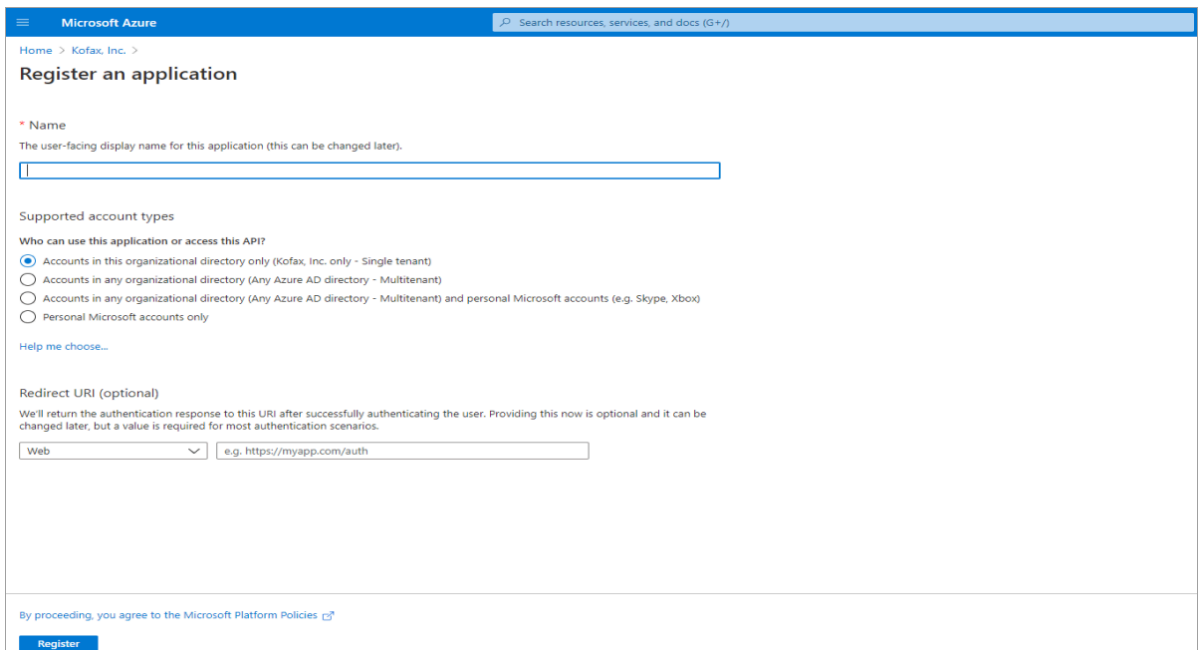 Microsoft Azure
Search resources, services, and docs (G+/)
Home > Kofax, Inc. >
Register an application
* Name
The user-facing display name for this application (this can be changed later).
Supported account types
Who can use this application or access this API?
Accounts in this organizational directory only (Kofax, Inc. only - Single tenant)
Accounts in any organizational directory (Any Azure AD directory - Multitenant)
Accounts in any organizational directory (Any Azure AD directory - Multitenant) and personal Microsoft accounts (e.g. Skype, Xbox)
Personal Microsoft accounts only
Help me choose...
Redirect URI (optional)
We'll return the authentication response to this URI after successfully authenticating the user. Providing this now is optional and it can be
changed later, but a value is required for most authentication scenarios.
Web
e.g. https://myapp.com/auth
By proceeding, you agree to the Microsoft Platform Policies
Register